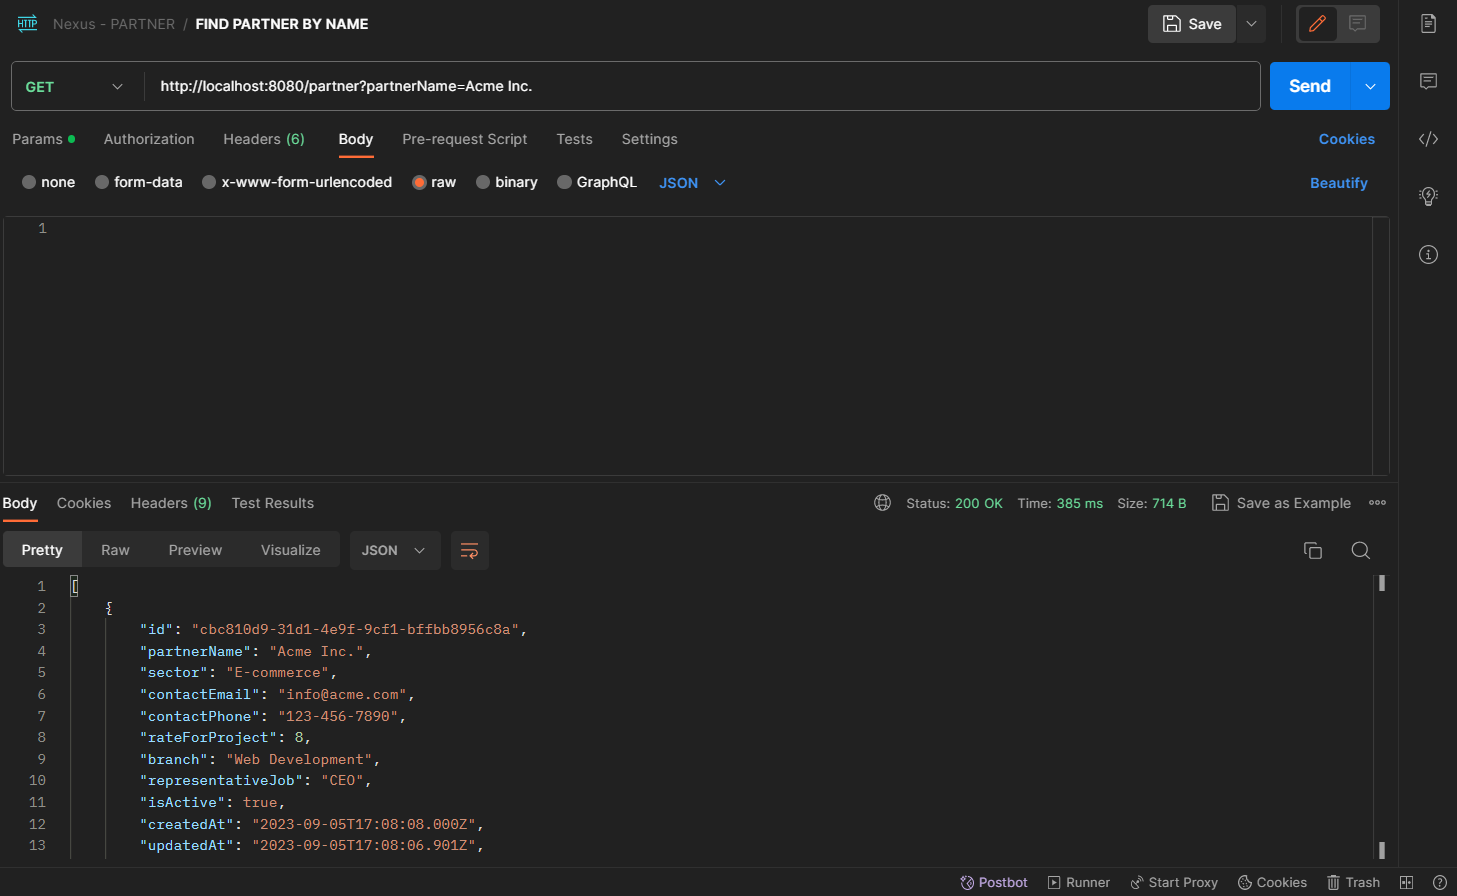 HTTP Nexus - PARTNER / FIND PARTNER BY NAME Save
GET http://localhost:8080/partner?partnerName=Acme Inc. Send
Params Authorization Headers (6) Body Pre-request Script Tests Settings Cookies
none form-data x-www-form-urlencoded raw binary GraphQL JSON Beautify
1
Body Cookies Headers (9) Test Results Status: 200 OK Time: 385 ms Size: 714 B Save as Example
Pretty Raw Preview Visualize JSON
1 [
2 {
3 "id": "cbc810d9-31d1-4e9f-9cf1-bffbb8956c8a",
4 "partnerName": "Acme Inc.",
5 "sector": "E-commerce",
6 "contactEmail": "info@acme.com",
7 "contactPhone": "123-456-7890",
8 "rateForProject": 8,
9 "branch": "Web Development",
10 "representativeJob": "CEO",
11 "isActive": true,
12 "createdAt": "2023-09-05T17:08:08.000Z",
13 "updatedAt": "2023-09-05T17:08:06.901Z",
Postbot Runner Start Proxy Cookies Trash